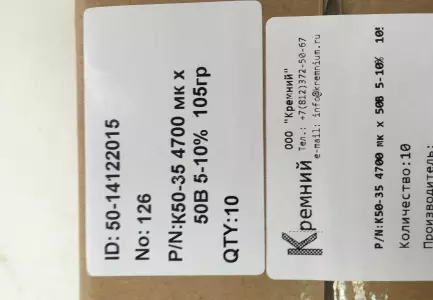 ID: 50-14122015
No: 126
P/N:К50-35 4700 мк х
50В 5-10% 105гр
QTY:10
Кремний
ООО "Кремний"
Тел.: +7(812)372-50-67
e-mail: info@kremnium.ru
P/N:К50-35 4700 мк х 50В 5-10% 10
Количество:10
Производитель: